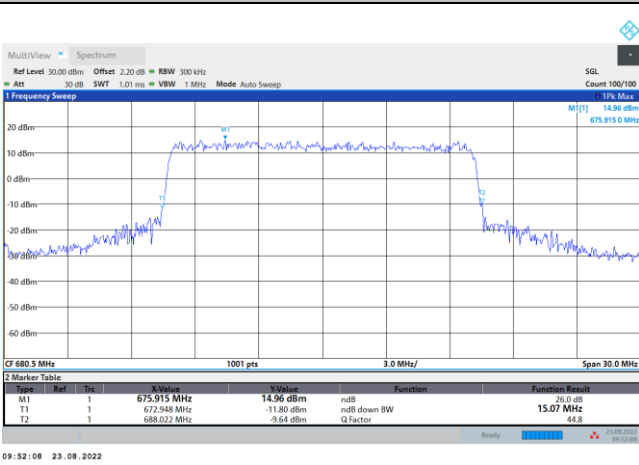 MultiView Spectrum
Ref Level 30.00 dBm Offset 2.20 dB RBW 300 kHz SGL
Att 30 dB SWT 1.01 ms VBW 1 MHz Mode Auto Sweep Count 100/100
1 Frequency Sweep 1Pk Max
M1[1] 14.96 dBm
675.915 0 MHz
M1
20 dBm
10 dBm
0 dBm
T1 T2
-10 dBm
-20 dBm
-30 dBm
-40 dBm
-50 dBm
-60 dBm
CF 680.5 MHz 1001 pts 3.0 MHz/ Span 30.0 MHz
2 Marker Table
Type Ref Trc X-Value Y-Value Function Function Result
M1 1 675.915 MHz 14.96 dBm ndB 26.0 dB
T1 1 672.948 MHz -11.80 dBm ndB down BW 15.07 MHz
T2 1 688.022 MHz -9.64 dBm Q Factor 44.8
Ready 23.08.2022
09:52:08
09:52:08 23.08.2022